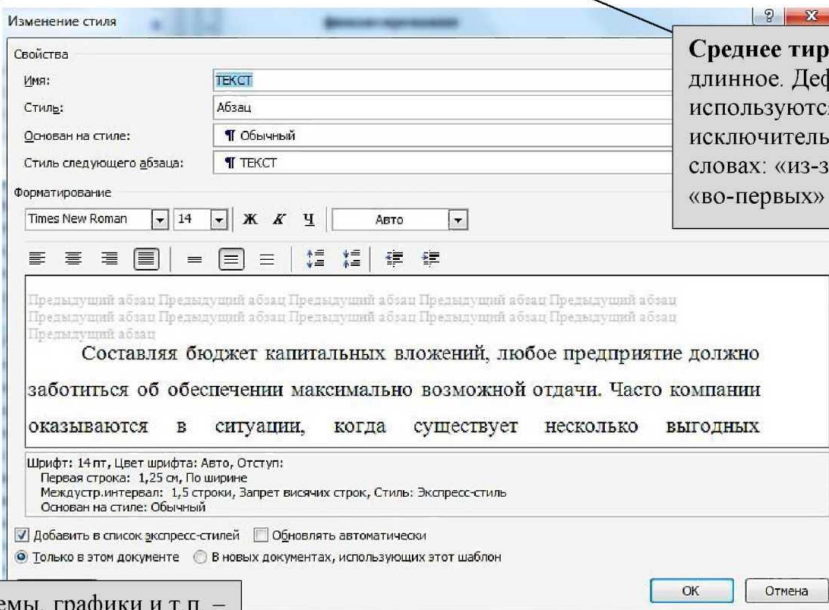 Изменение стиля
Свойства
Имя:
ТЕКСТ
Стиль:
Абзац
Основан на стиле:
¶ Обычный
Стиль следующего абзаца:
¶ ТЕКСТ
Форматирование
Times New Roman 14 Ж К Ч Авто
Предыдущий абзац Предыдущий абзац Предыдущий абзац Предыдущий абзац Предыдущий абзац
Предыдущий абзац Предыдущий абзац Предыдущий абзац Предыдущий абзац Предыдущий абзац
Предыдущий абзац
Составляя бюджет капитальных вложений, любое предприятие должно
заботиться об обеспечении максимально возможной отдачи. Часто компании
оказываются в ситуации, когда существует несколько выгодных
Шрифт: 14 пт, Цвет шрифта: Авто, Отступ:
Первая строка: 1,25 см, По ширине
Междустр.интервал: 1,5 строки, Запрет висячих строк, Стиль: Экспресс-стиль
Основан на стиле: Обычный
Добавить в список экспресс-стилей Обновлять автоматически
Только в этом документе В новых документах, использующих этот шаблон
ОК Отмена
Среднее тир
длинное. Деф
используются
исключитель
словах: «из-з
«во-первых»
емы, графики и т.п. –